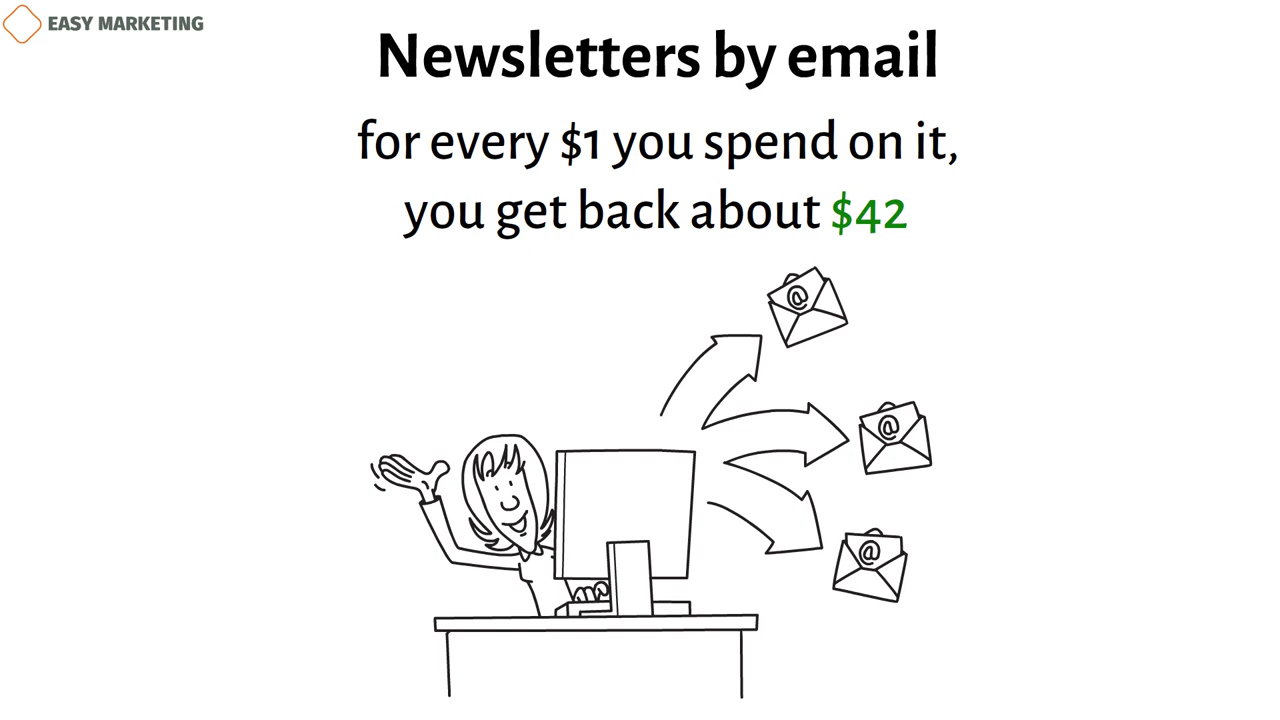 EASY MARKETING
Newsletters by email
for every $1 you spend on it,
you get back about $42
@
@
@